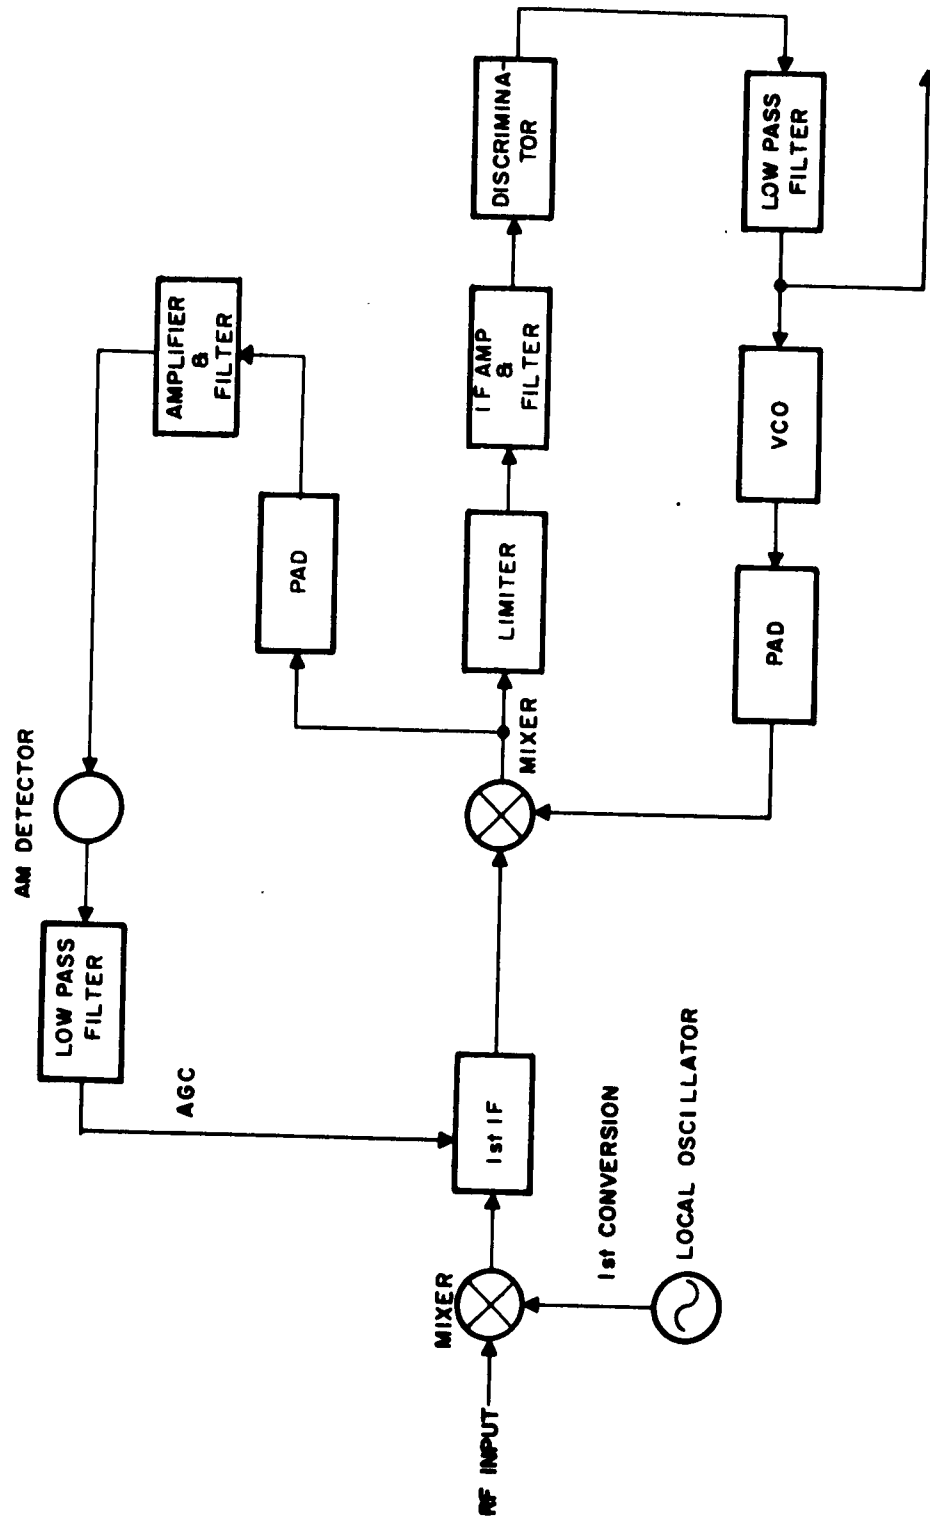 AM DETECTOR
LOW PASS
FILTER
AMPLIFIER
&
FILTER
AGC
PAD
RF INPUT
MIXER
1st IF
MIXER
LIMITER
IF AMP
&
FILTER
DISCRIMINA-
TOR
1st CONVERSION
LOCAL OSCILLATOR
PAD
VCO
LOW PASS
FILTER